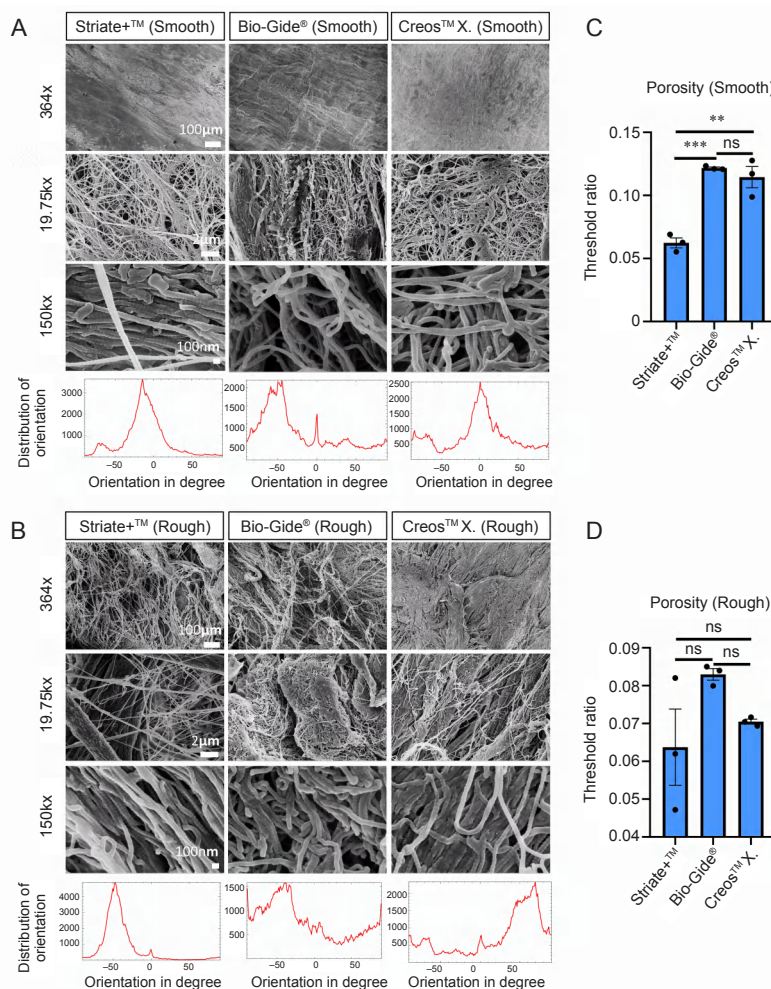 A
Striate+™ (Smooth)
Bio-Gide® (Smooth)
Creos™ X. (Smooth)
364x
100µm
19.75kx
2µm
150kx
100nm
Distribution of
orientation
3000
2000
1000
−50
0
50
Orientation in degree
2000
1500
1000
500
−50
0
50
Orientation in degree
2500
2000
1500
1000
500
−50
0
50
Orientation in degree
B
Striate+™ (Rough)
Bio-Gide® (Rough)
Creos™ X. (Rough)
364x
100µm
19.75kx
2µm
150kx
100nm
Distribution of
orientation
4000
3000
2000
1000
−50
0
50
Orientation in degree
1500
1000
500
−50
0
50
Orientation in degree
2000
1500
1000
500
−50
0
50
Orientation in degree
C
Porosity (Smooth)
**
***
ns
Threshold ratio
0.15
0.10
0.05
0
Striate+™
Bio-Gide®
Creos™ X.
D
Porosity (Rough)
ns
ns
ns
Threshold ratio
0.09
0.08
0.07
0.06
0.05
0.04
Striate+™
Bio-Gide®
Creos™ X.